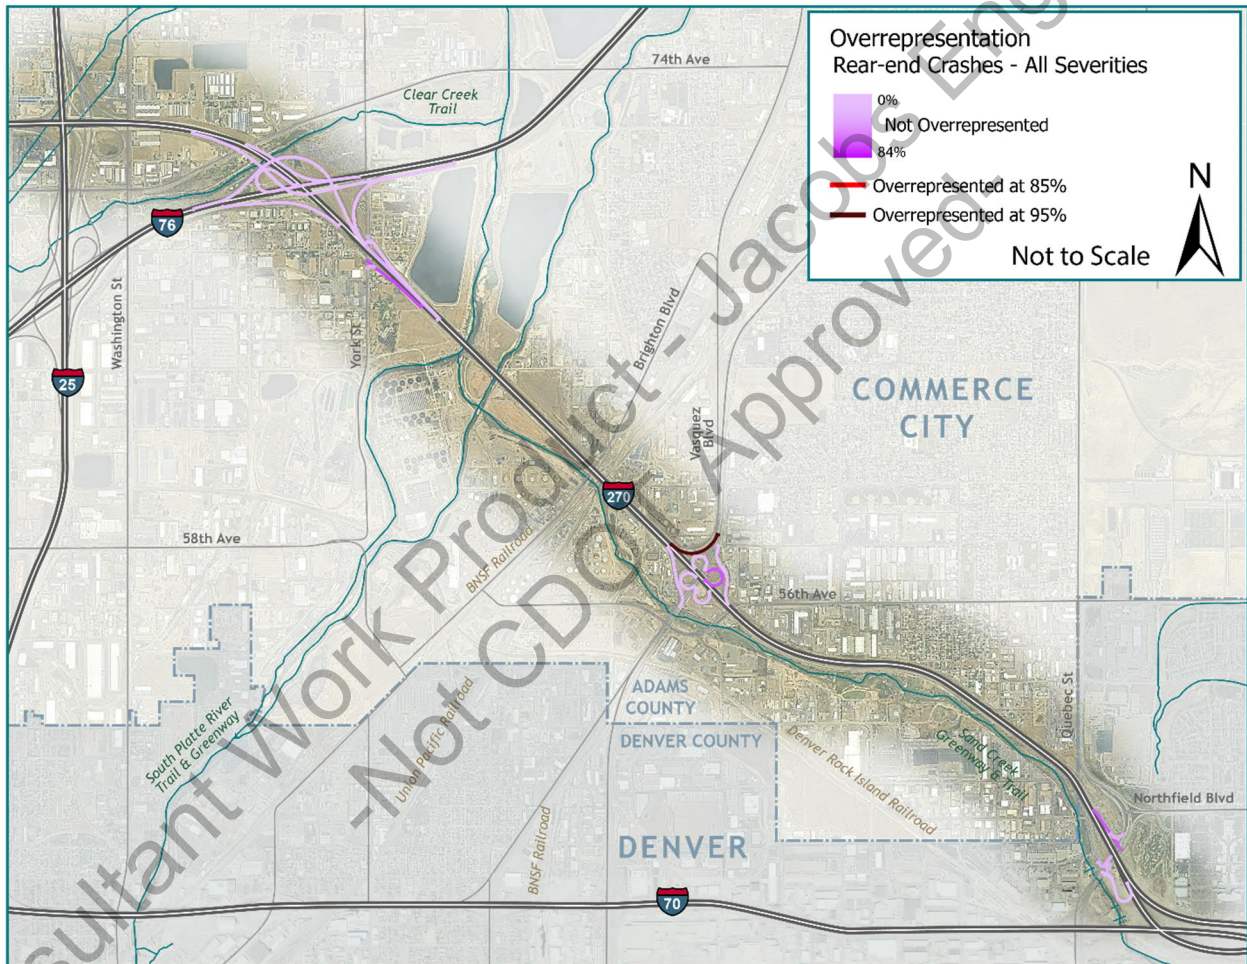 Overrepresentation
Rear-end Crashes - All Severities
0%
Not Overrepresented
84%
Overrepresented at 85%
Overrepresented at 95%
N
Not to Scale
74th Ave
Clear Creek
Trail
76
Washington St
York St
25
Brighton Blvd
Vasquez
Blvd
COMMERCE
CITY
270
58th Ave
BNSF Railroad
56th Ave
ADAMS
COUNTY
DENVER COUNTY
Quebec St
South Platte River
Trail & Greenway
Union Pacific Railroad
Sand Creek
Greenway & Trail
Denver Rock Island Railroad
Northfield Blvd
DENVER
BNSF Railroad
70
sultant Work Product - Jacobs Eng
-Not CDOT Approved-